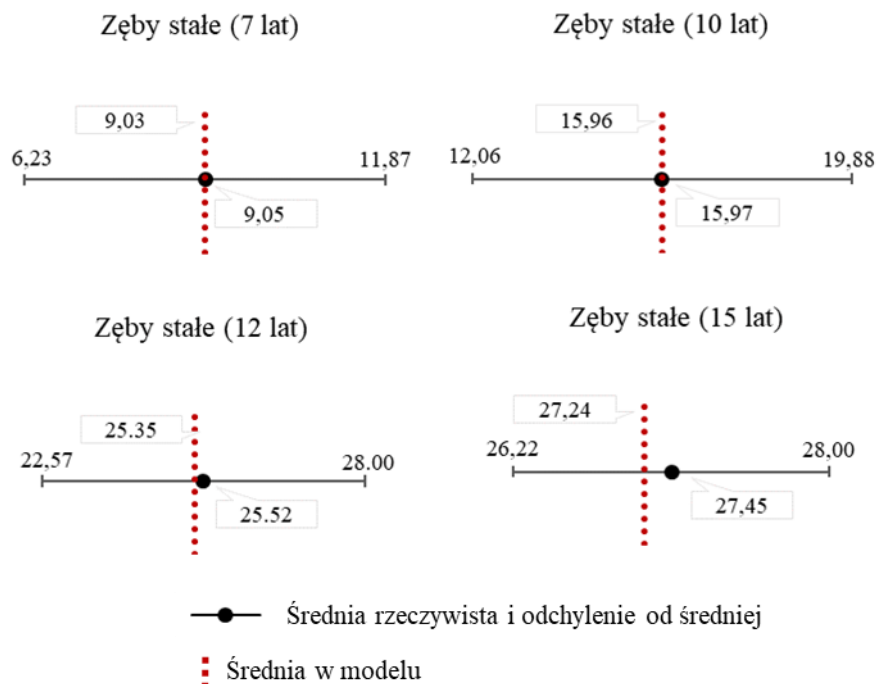 Zęby stałe (7 lat)
9,03
6,23
11,87
9,05
Zęby stałe (10 lat)
15,96
12,06
19,88
15,97
Zęby stałe (12 lat)
25.35
22,57
28.00
25.52
Zęby stałe (15 lat)
27,24
26,22
28,00
27,45
Średnia rzeczywista i odchylenie od średniej
Średnia w modelu